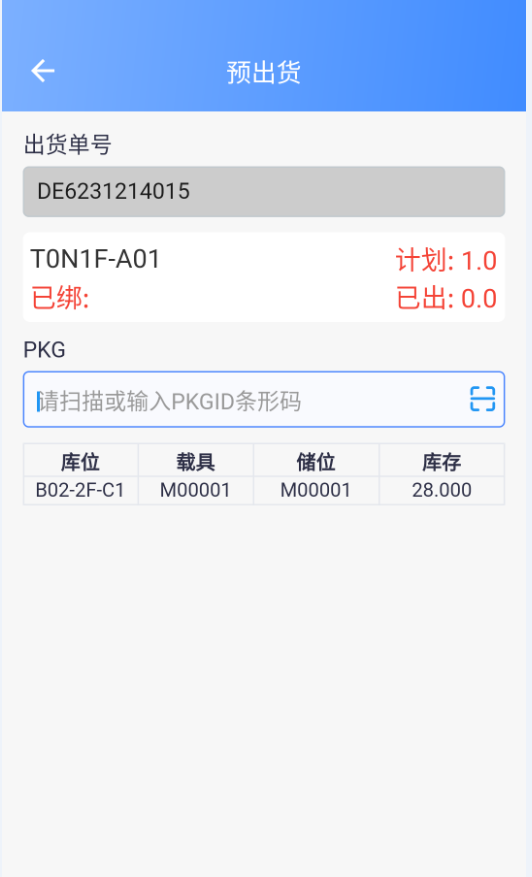 预出货
出货单号
DE6231214015
T0N1F-A01 计划: 1.0
已绑: 已出: 0.0
PKG
请扫描或输入PKGID条形码
库位 载具 储位 库存
B02-2F-C1 M00001 M00001 28.000